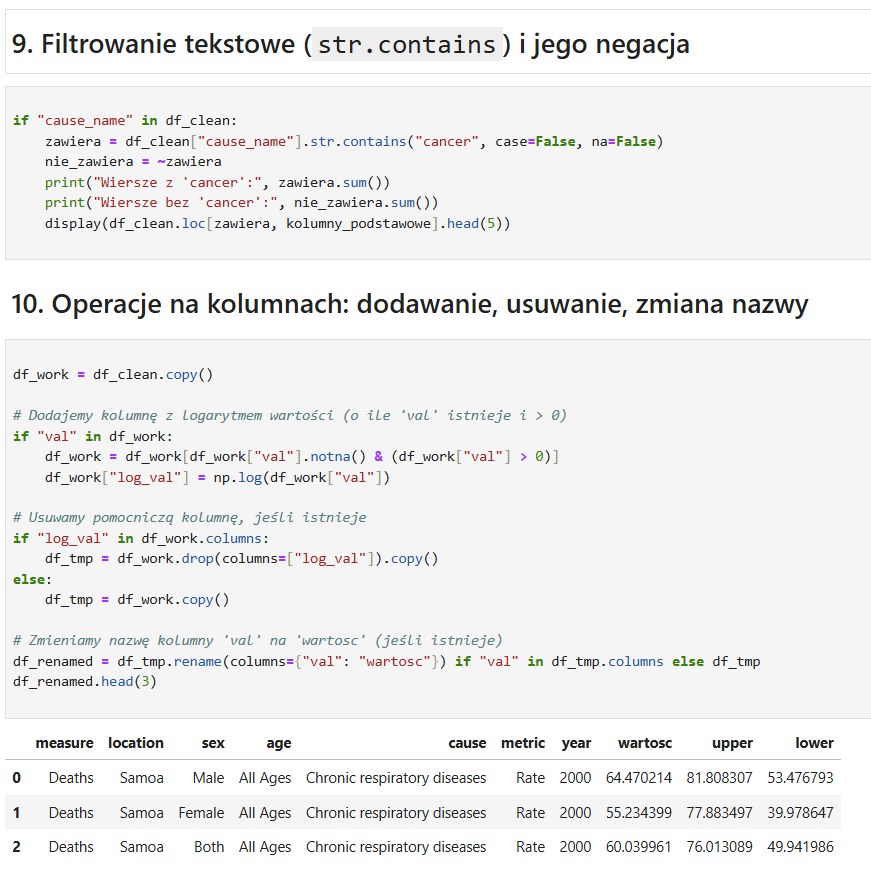 9. Filtrowanie tekstowe (str.contains) i jego negacja
if "cause_name" in df_clean:
    zawiera = df_clean["cause_name"].str.contains("cancer", case=False, na=False)
    nie_zawiera = ~zawiera
    print("Wiersze z 'cancer':", zawiera.sum())
    print("Wiersze bez 'cancer':", nie_zawiera.sum())
    display(df_clean.loc[zawiera, kolumny_podstawowe].head(5))
10. Operacje na kolumnach: dodawanie, usuwanie, zmiana nazwy
df_work = df_clean.copy()
# Dodajemy kolumnę z logarytmem wartości (o ile 'val' istnieje i > 0)
if "val" in df_work:
    df_work = df_work[df_work["val"].notna() & (df_work["val"] > 0)]
    df_work["log_val"] = np.log(df_work["val"])
# Usuwamy pomocniczą kolumnę, jeśli istnieje
if "log_val" in df_work.columns:
    df_tmp = df_work.drop(columns=["log_val"]).copy()
else:
    df_tmp = df_work.copy()
# Zmieniamy nazwę kolumny 'val' na 'wartosc' (jeśli istnieje)
df_renamed = df_tmp.rename(columns={"val": "wartosc"}) if "val" in df_tmp.columns else df_tmp
df_renamed.head(3)
measure location sex age cause metric year wartosc upper lower
0 Deaths Samoa Male All Ages Chronic respiratory diseases Rate 2000 64.470214 81.808307 53.476793
1 Deaths Samoa Female All Ages Chronic respiratory diseases Rate 2000 55.234399 77.883497 39.978647
2 Deaths Samoa Both All Ages Chronic respiratory diseases Rate 2000 60.039961 76.013089 49.941986